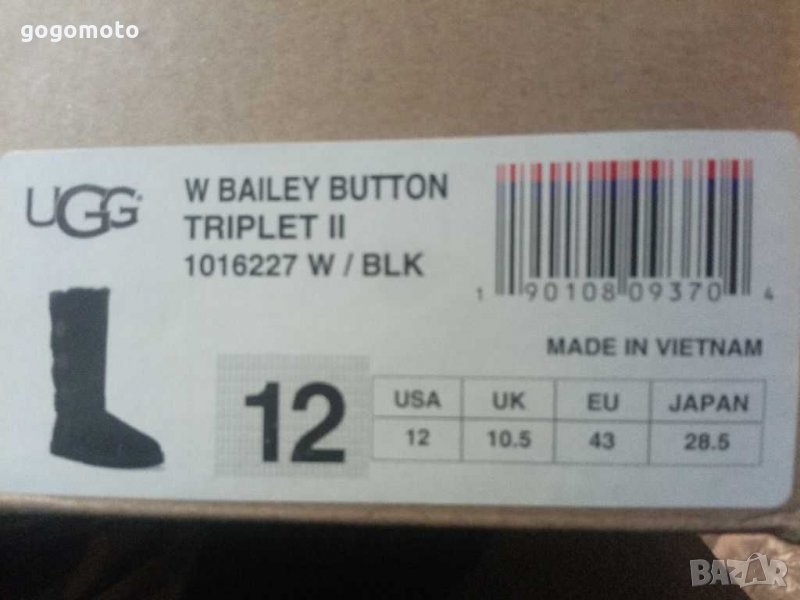 gogomoto
UGG
W BAILEY BUTTON
TRIPLET II
1016227 W / BLK
1 90108 09370 4
MADE IN VIETNAM
12
USA UK EU JAPAN
12 10.5 43 28.5
BAZAR